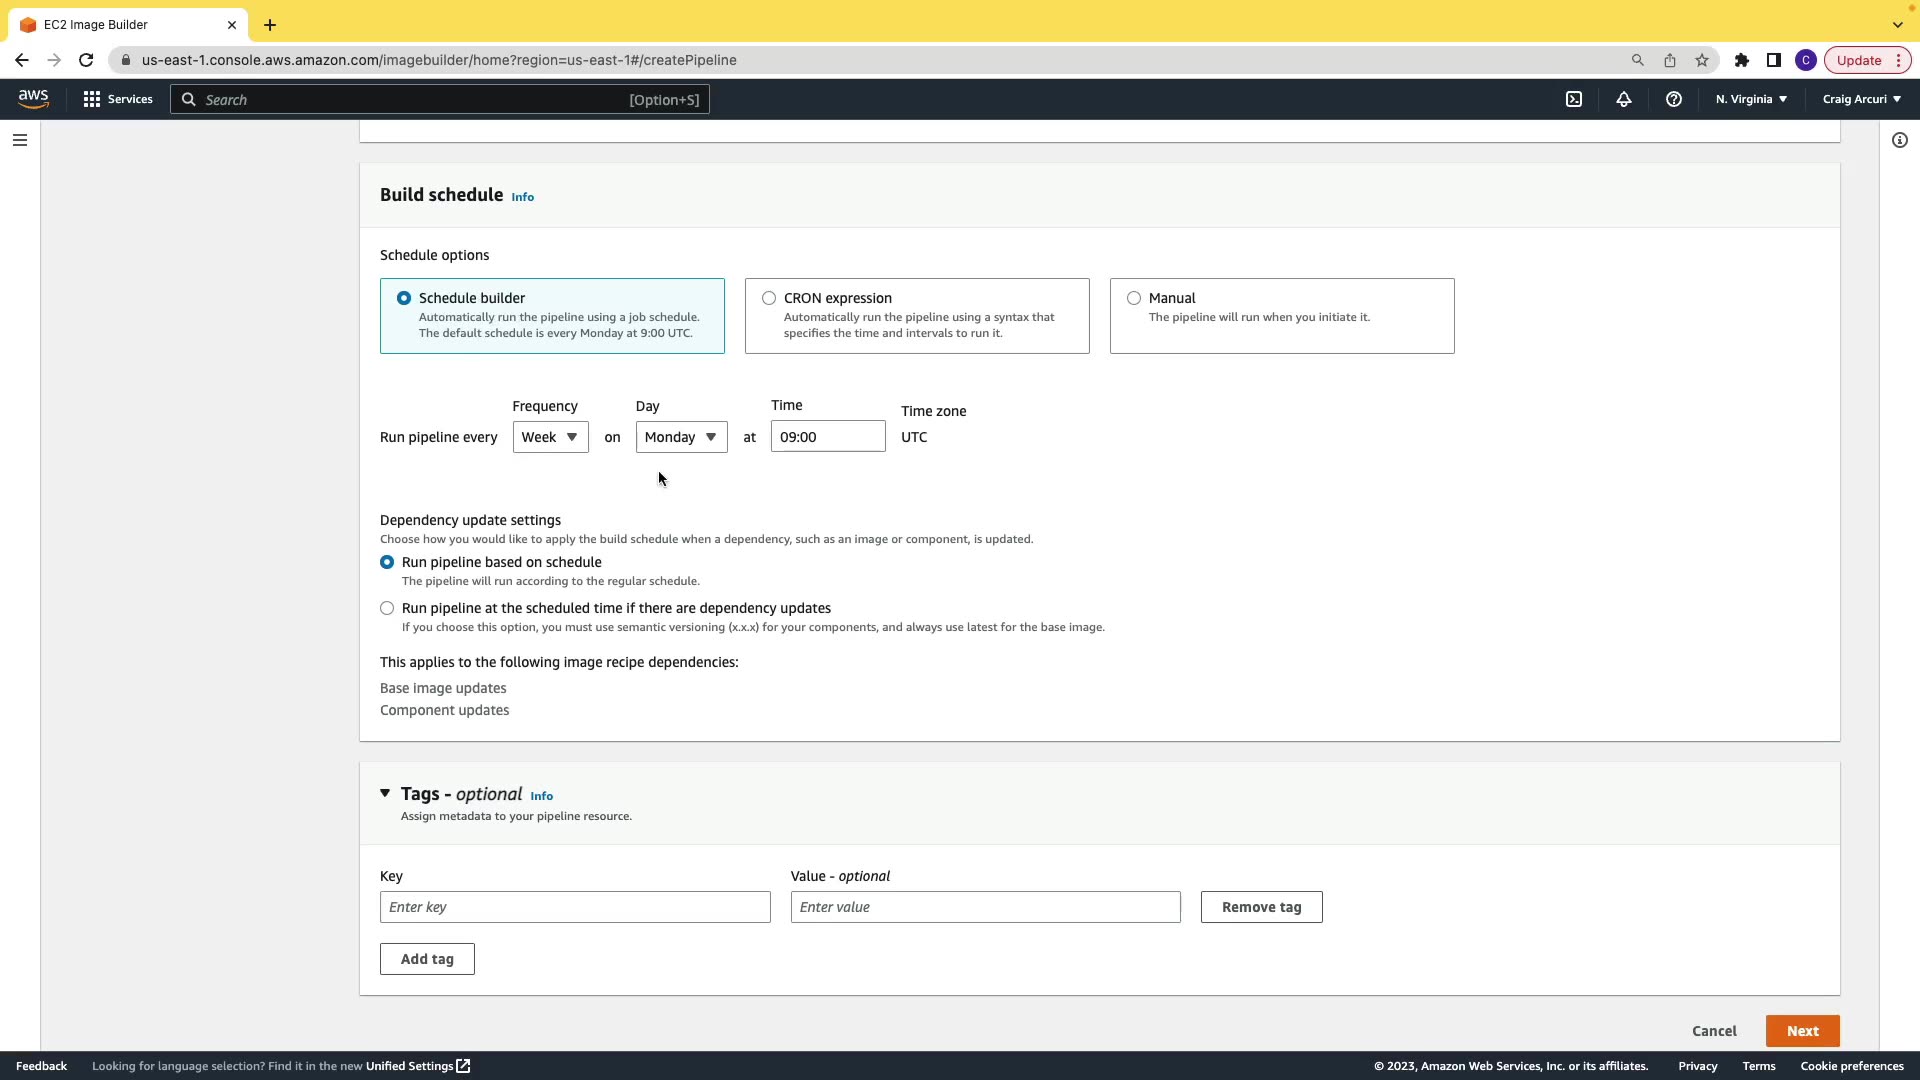 EC2 Image Builder
us-east-1.console.aws.amazon.com/imagebuilder/home?region=us-east-1#/createPipeline
C
Update
aws
Services
Search
[Option+S]
N. Virginia
Craig Arcuri
Build schedule Info
Schedule options
Schedule builder
Automatically run the pipeline using a job schedule.
The default schedule is every Monday at 9:00 UTC.
CRON expression
Automatically run the pipeline using a syntax that
specifies the time and intervals to run it.
Manual
The pipeline will run when you initiate it.
Frequency
Day
Time
Time zone
Run pipeline every Week on Monday at 09:00 UTC
Dependency update settings
Choose how you would like to apply the build schedule when a dependency, such as an image or component, is updated.
Run pipeline based on schedule
The pipeline will run according to the regular schedule.
Run pipeline at the scheduled time if there are dependency updates
If you choose this option, you must use semantic versioning (x.x.x) for your components, and always use latest for the base image.
This applies to the following image recipe dependencies:
Base image updates
Component updates
Tags - optional Info
Assign metadata to your pipeline resource.
Key
Value - optional
Enter key
Enter value
Remove tag
Add tag
Cancel
Next
Feedback
Looking for language selection? Find it in the new Unified Settings
© 2023, Amazon Web Services, Inc. or its affiliates.
Privacy
Terms
Cookie preferences